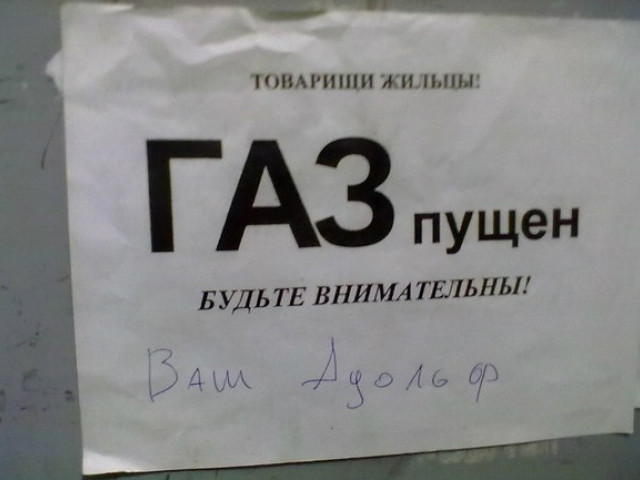 ТОВАРИЩИ ЖИЛЬЦЫ!
ГАЗ пущен
БУДЬТЕ ВНИМАТЕЛЬНЫ!
Ваш Адольф